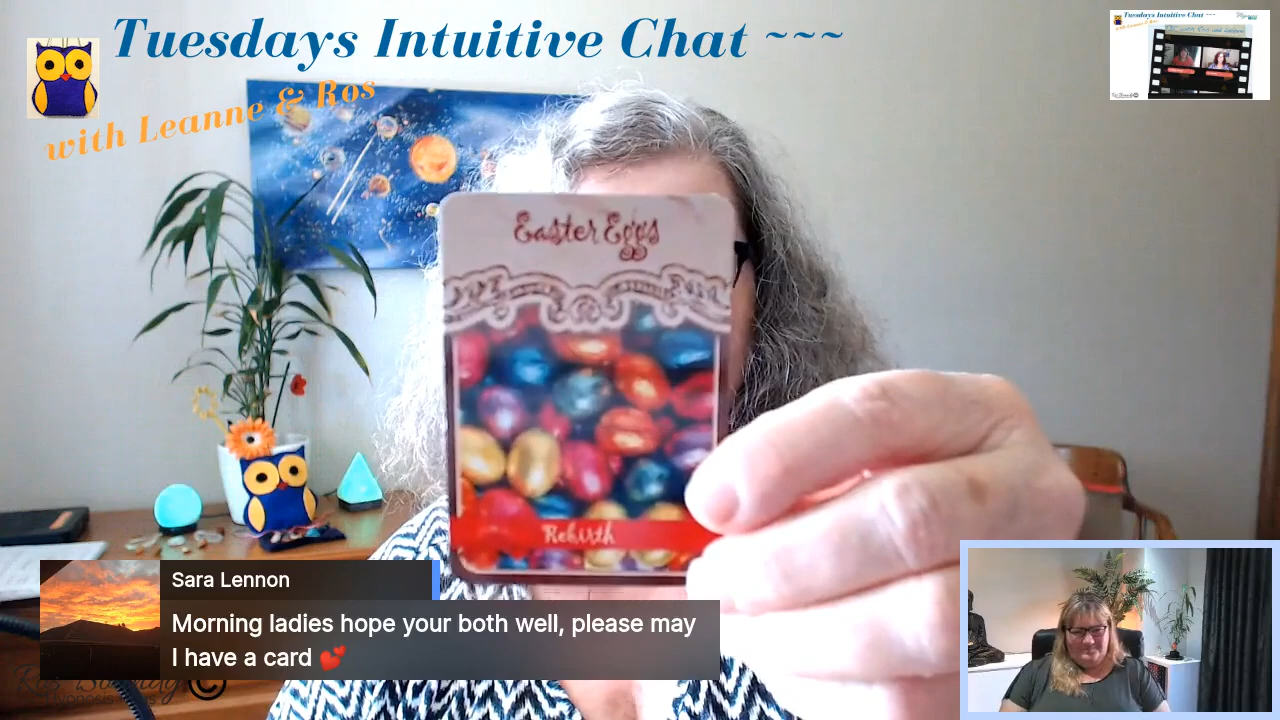 Tuesdays Intuitive Chat ~~~
with Leanne & Ros
Easter Eggs
Rebirth
Sara Lennon
Morning ladies hope your both well, please may
I have a card 💕
©